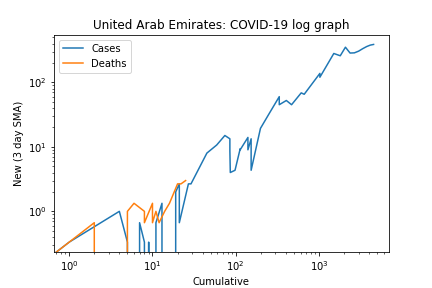 United Arab Emirates: COVID-19 log graph
Cases
Deaths
New (3 day SMA)
10²
10¹
10⁰
10⁰ 10¹ 10² 10³
Cumulative